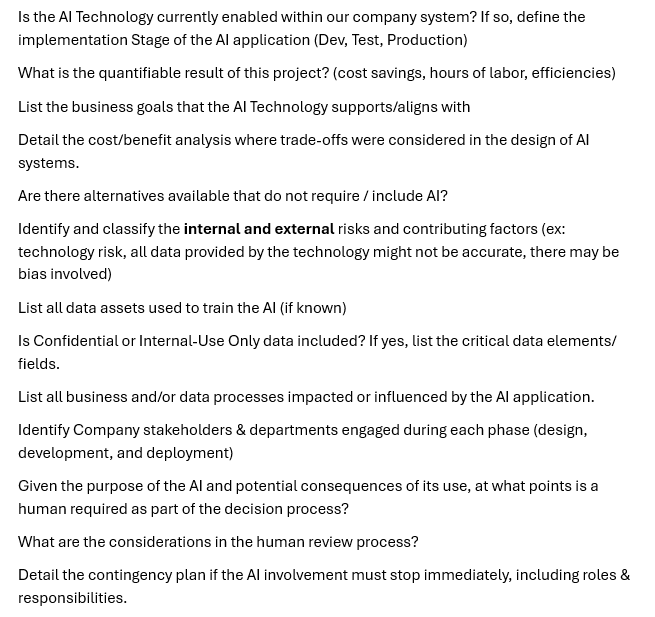 Is the AI Technology currently enabled within our company system? If so, define the
implementation Stage of the AI application (Dev, Test, Production)
What is the quantifiable result of this project? (cost savings, hours of labor, efficiencies)
List the business goals that the AI Technology supports/aligns with
Detail the cost/benefit analysis where trade-offs were considered in the design of AI
systems.
Are there alternatives available that do not require / include AI?
Identify and classify the internal and external risks and contributing factors (ex:
technology risk, all data provided by the technology might not be accurate, there may be
bias involved)
List all data assets used to train the AI (if known)
Is Confidential or Internal-Use Only data included? If yes, list the critical data elements/
fields.
List all business and/or data processes impacted or influenced by the AI application.
Identify Company stakeholders & departments engaged during each phase (design,
development, and deployment)
Given the purpose of the AI and potential consequences of its use, at what points is a
human required as part of the decision process?
What are the considerations in the human review process?
Detail the contingency plan if the AI involvement must stop immediately, including roles &
responsibilities.